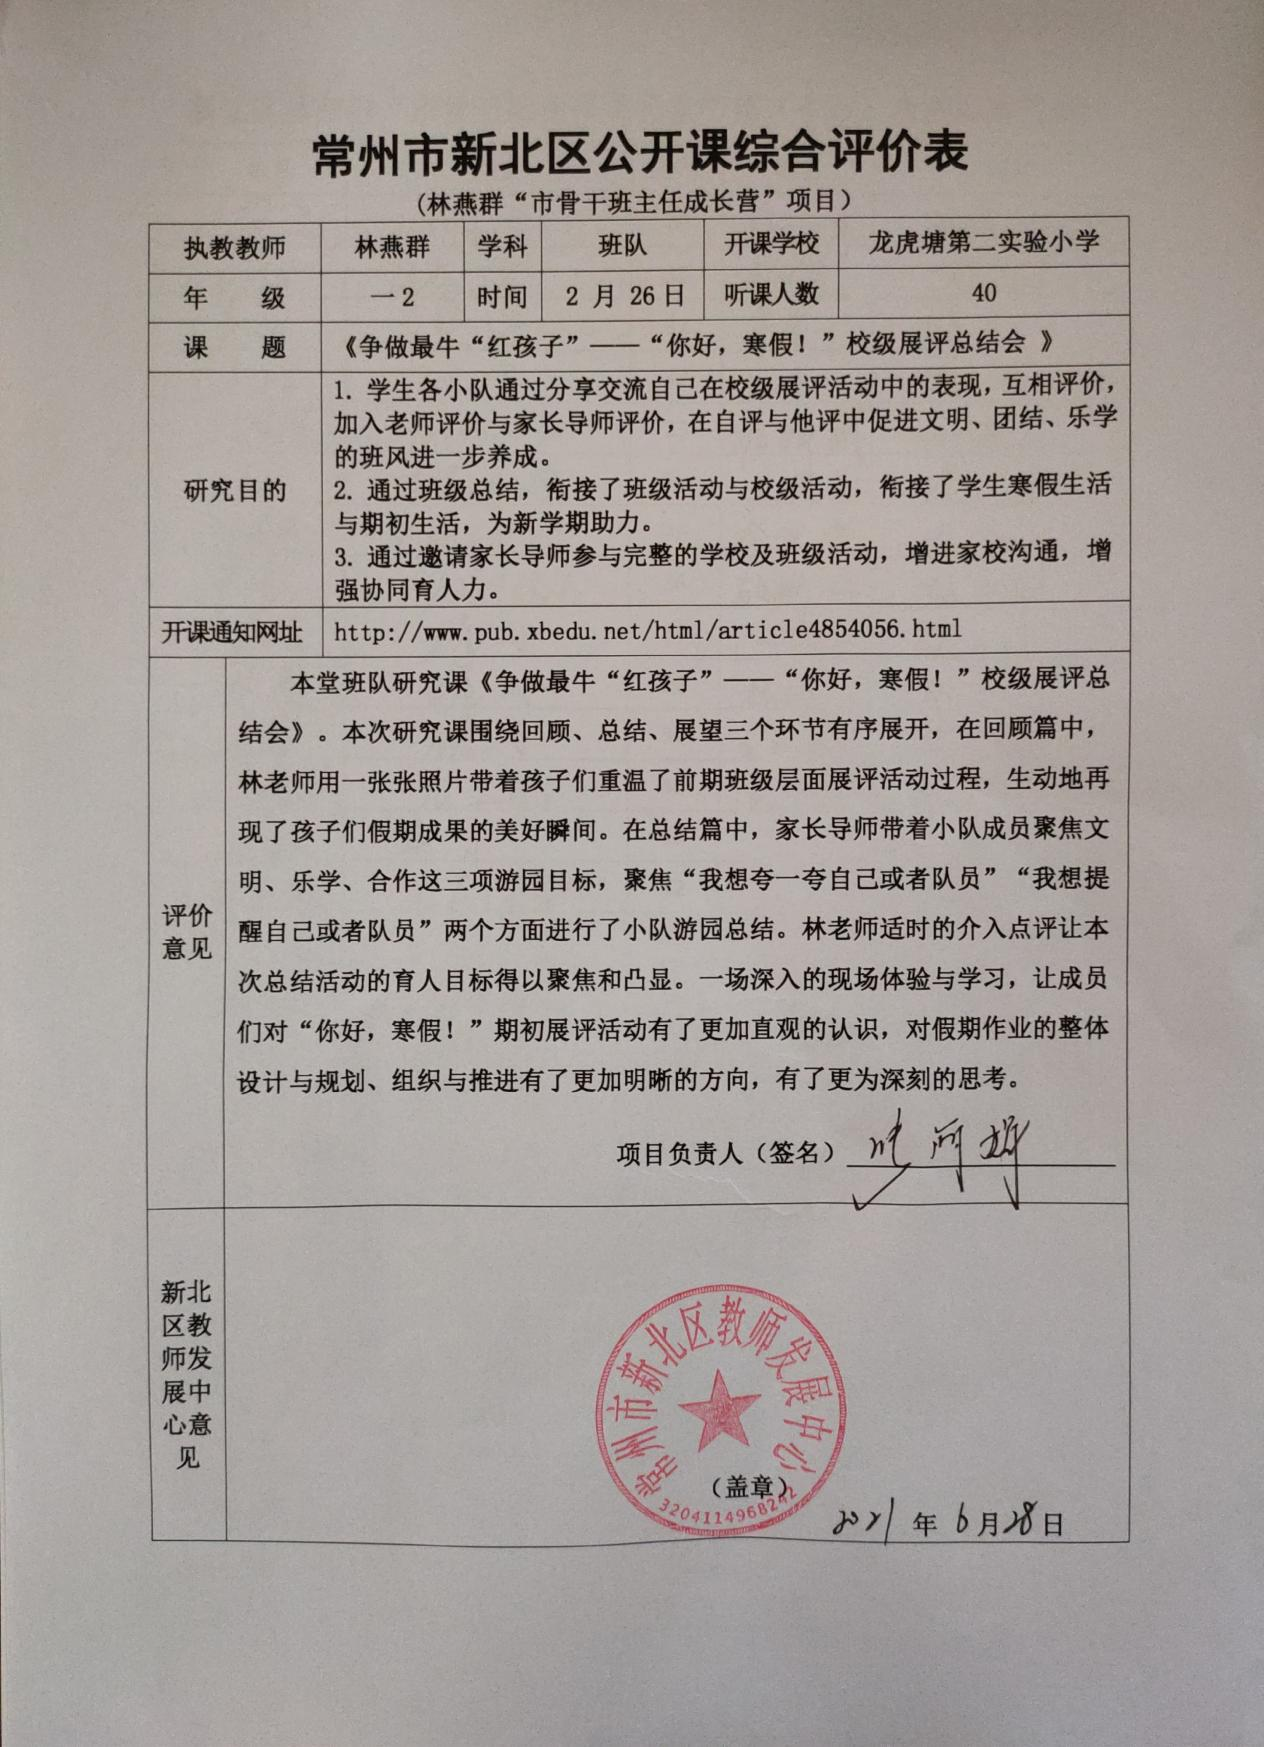 常州市新北区公开课综合评价表
(林燕群“市骨干班主任成长营”项目）
执教教师 林燕群 学科 班队 开课学校 龙虎塘第二实验小学
年 级 一2 时间 2 月 26日 听课人数 40
课 题 《争做最牛“红孩子”——“你好，寒假！”校级展评总结会 》
研究目的
1. 学生各小队通过分享交流自己在校级展评活动中的表现，互相评价，
加入老师评价与家长导师评价，在自评与他评中促进文明、团结、乐学
的班风进一步养成。
2. 通过班级总结，衔接了班级活动与校级活动，衔接了学生寒假生活
与期初生活，为新学期助力。
3. 通过邀请家长导师参与完整的学校及班级活动，增进家校沟通，增
强协同育人力。
开课通知网址 http://www.pub.xbedu.net/html/article4854056.html
评价
意见
本堂班队研究课《争做最牛“红孩子”——“你好，寒假！”校级展评总
结会》。本次研究课围绕回顾、总结、展望三个环节有序展开，在回顾篇中，
林老师用一张张照片带着孩子们重温了前期班级层面展评活动过程，生动地再
现了孩子们假期成果的美好瞬间。在总结篇中，家长导师带着小队成员聚焦文
明、乐学、合作这三项游园目标，聚焦“我想夸一夸自己或者队员”“我想提
醒自己或者队员”两个方面进行了小队游园总结。林老师适时的介入点评让本
次总结活动的育人目标得以聚焦和凸显。一场深入的现场体验与学习，让成员
们对“你好，寒假！”期初展评活动有了更加直观的认识，对假期作业的整体
设计与规划、组织与推进有了更加明晰的方向，有了更为深刻的思考。
项目负责人（签名）
新北
区教
师发
展中
心意
见
常州市新北区教师发展中心
（盖章）
3204114968242
2021 年 6 月 28 日